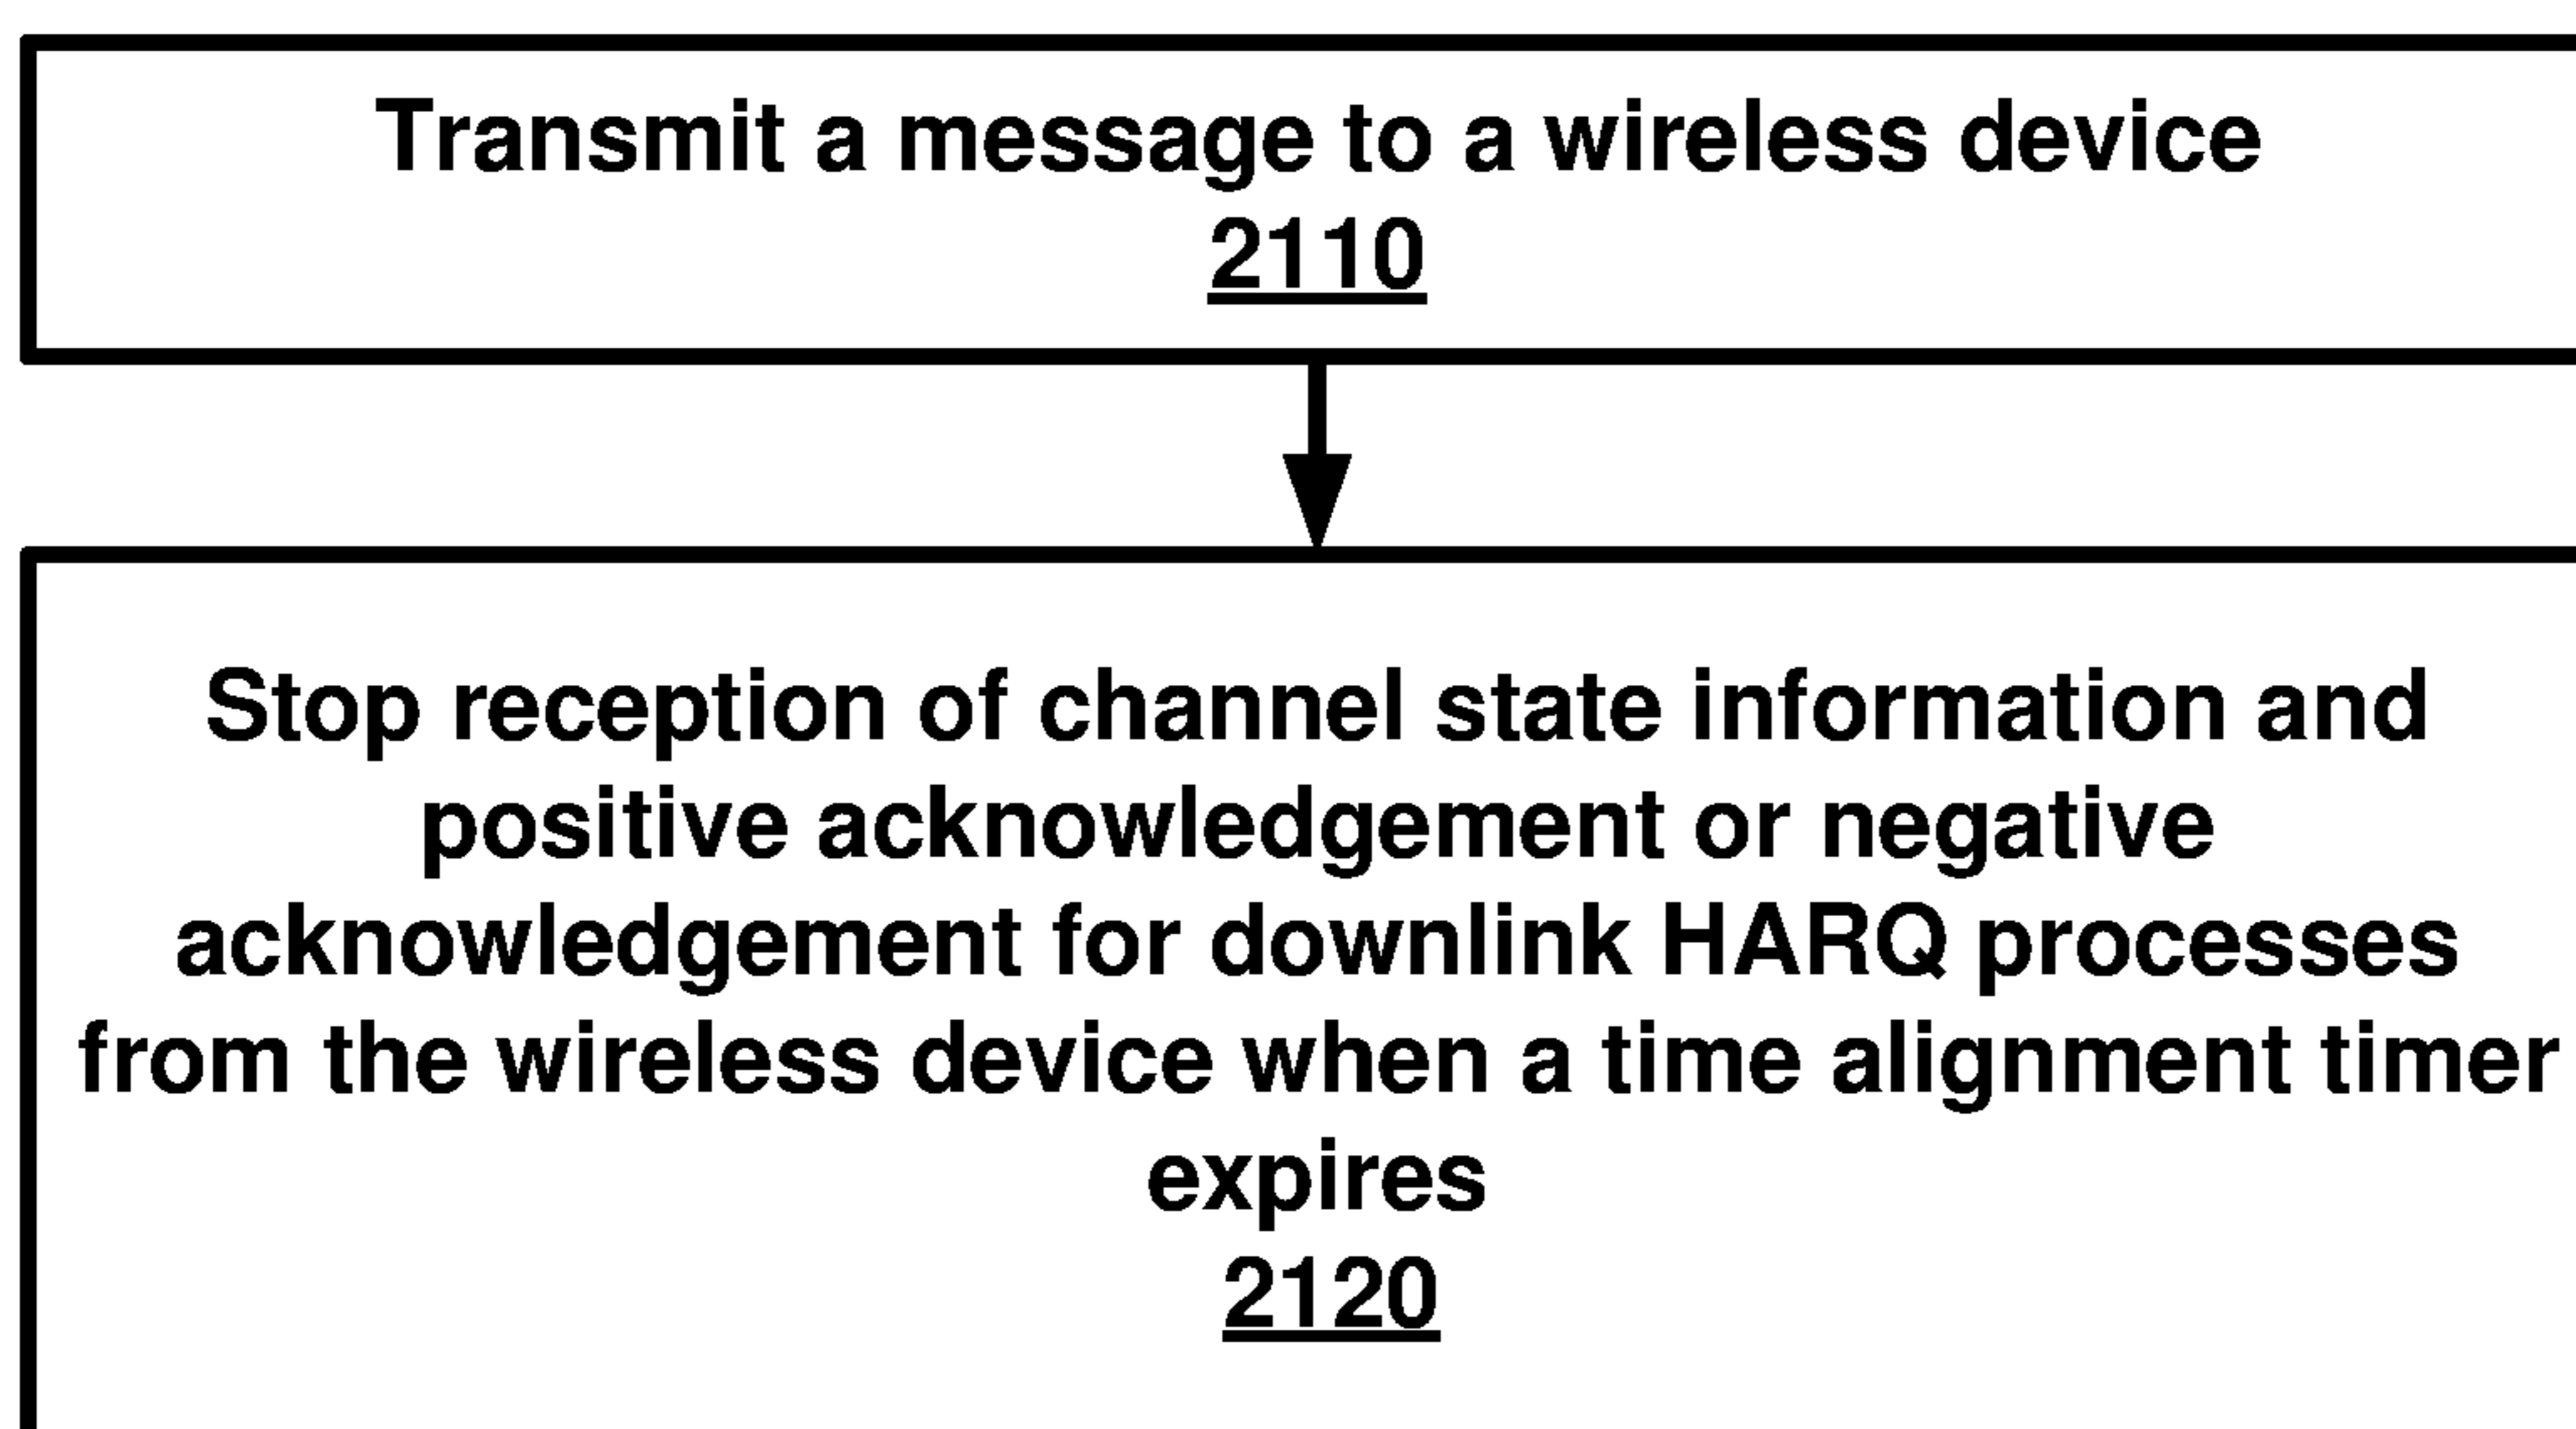 Transmit a message to a wireless device
2110
Stop reception of channel state information and
positive acknowledgement or negative
acknowledgement for downlink HARQ processes
from the wireless device when a time alignment timer
expires
2120